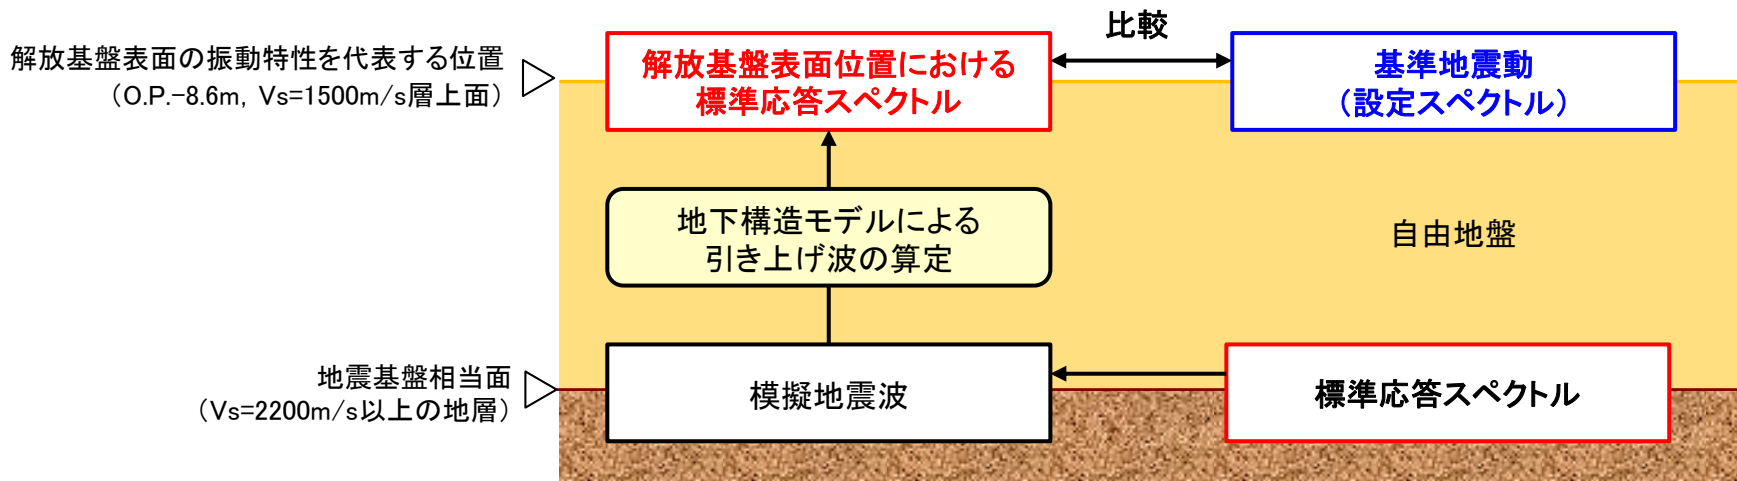 比較
解放基盤表面の振動特性を代表する位置
（O.P.-8.6m, Vs=1500m/s層上面）
解放基盤表面位置における
標準応答スペクトル
基準地震動
（設定スペクトル）
地下構造モデルによる
引き上げ波の算定
自由地盤
地震基盤相当面
（Vs=2200m/s以上の地層）
模擬地震波
標準応答スペクトル